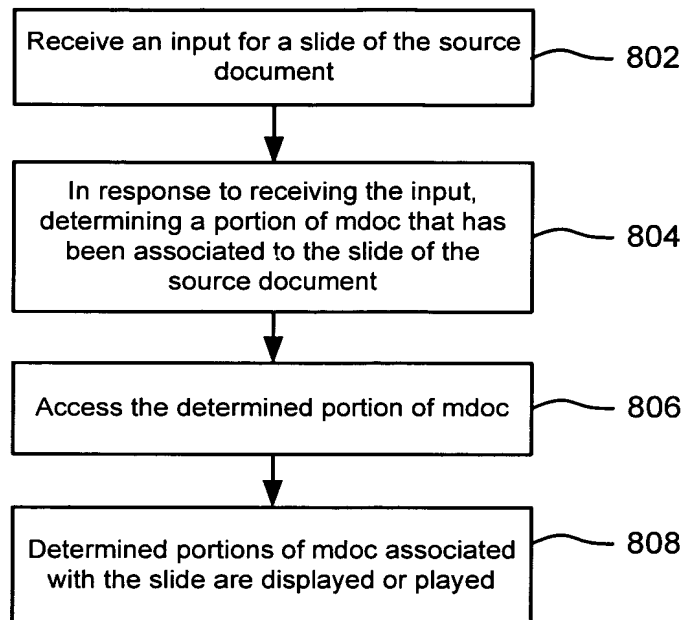 Receive an input for a slide of the source
document
802
In response to receiving the input,
determining a portion of mdoc that has
been associated to the slide of the
source document
804
Access the determined portion of mdoc
806
Determined portions of mdoc associated
with the slide are displayed or played
808